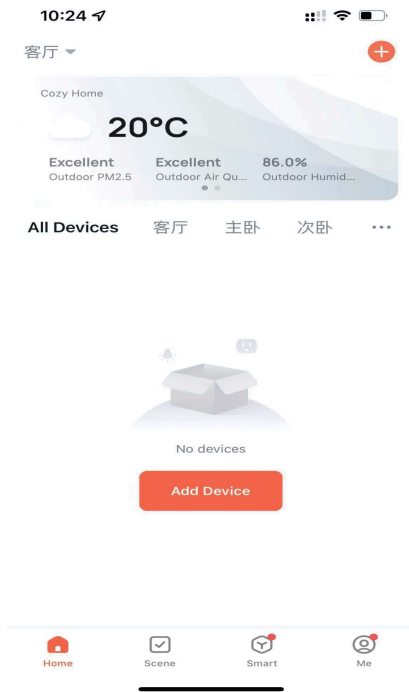 10:24
客厅
Cozy Home
20°C
Excellent Excellent 86.0%
Outdoor PM2.5 Outdoor Air Qu... Outdoor Humid...
All Devices 客厅 主卧 次卧 ...
No devices
Add Device
Home Scene Smart Me